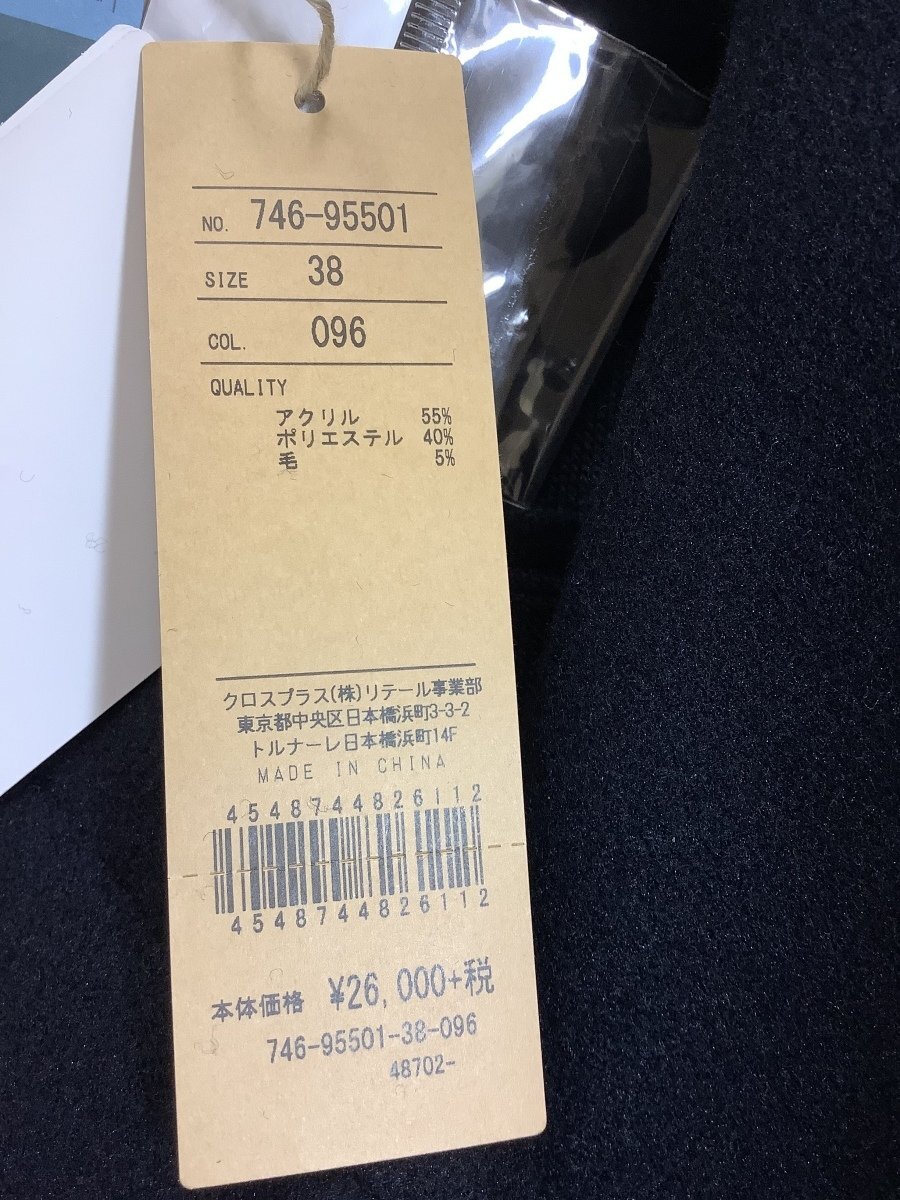 NO. 746-95501
SIZE 38
COL. 096
QUALITY
アクリル 55%
ポリエステル 40%
毛 5%
クロスプラス(株)リテール事業部
東京都中央区日本橋浜町3-3-2
トルナーレ日本橋浜町14F
MADE IN CHINA
4548744826112
4548744826112
本体価格 ¥26,000+税
746-95501-38-096
48702-